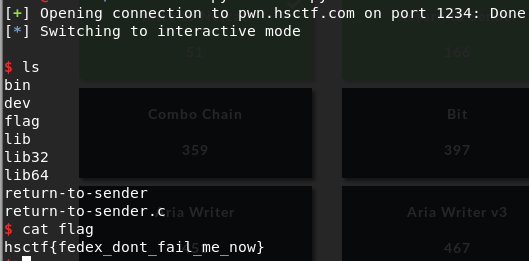 [+] Opening connection to pwn.hsctf.com on port 1234: Done
[*] Switching to interactive mode
51 166
$ ls
bin
dev
flag
Combo Chain Bit
lib
lib32
359 397
lib64
return-to-sender
return-to-sender.c
Aria Writer Aria Writer v3
$ cat flag
hsctf{fedex_dont_fail_me_now}
467
$